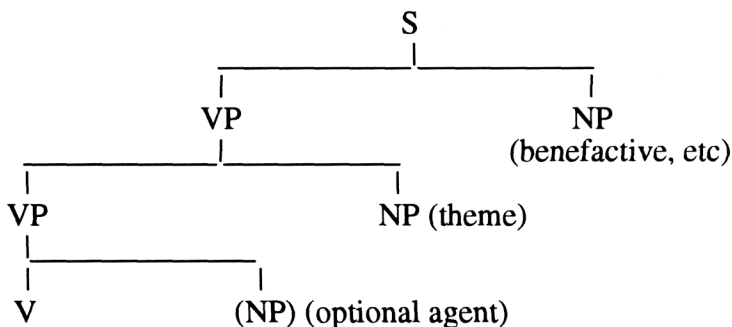 S
VP NP
(benefactive, etc)
VP NP (theme)
V (NP) (optional agent)